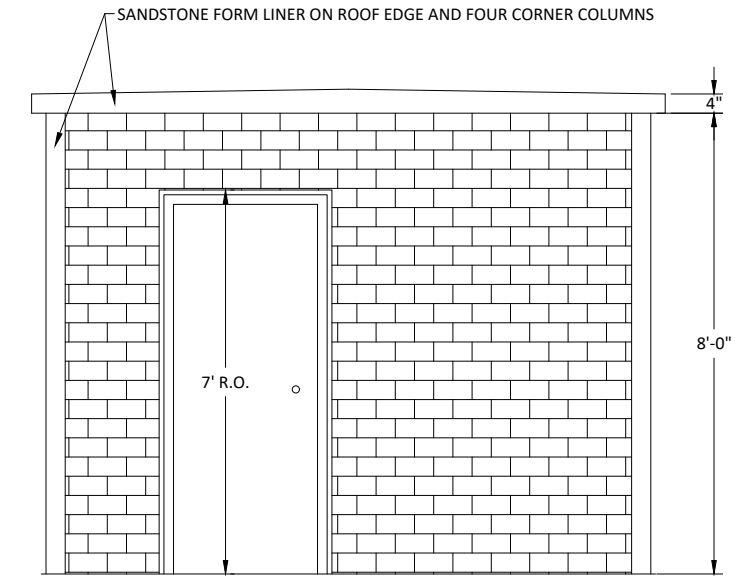 SANDSTONE FORM LINER ON ROOF EDGE AND FOUR CORNER COLUMNS
4"
8'-0"
7' R.O.